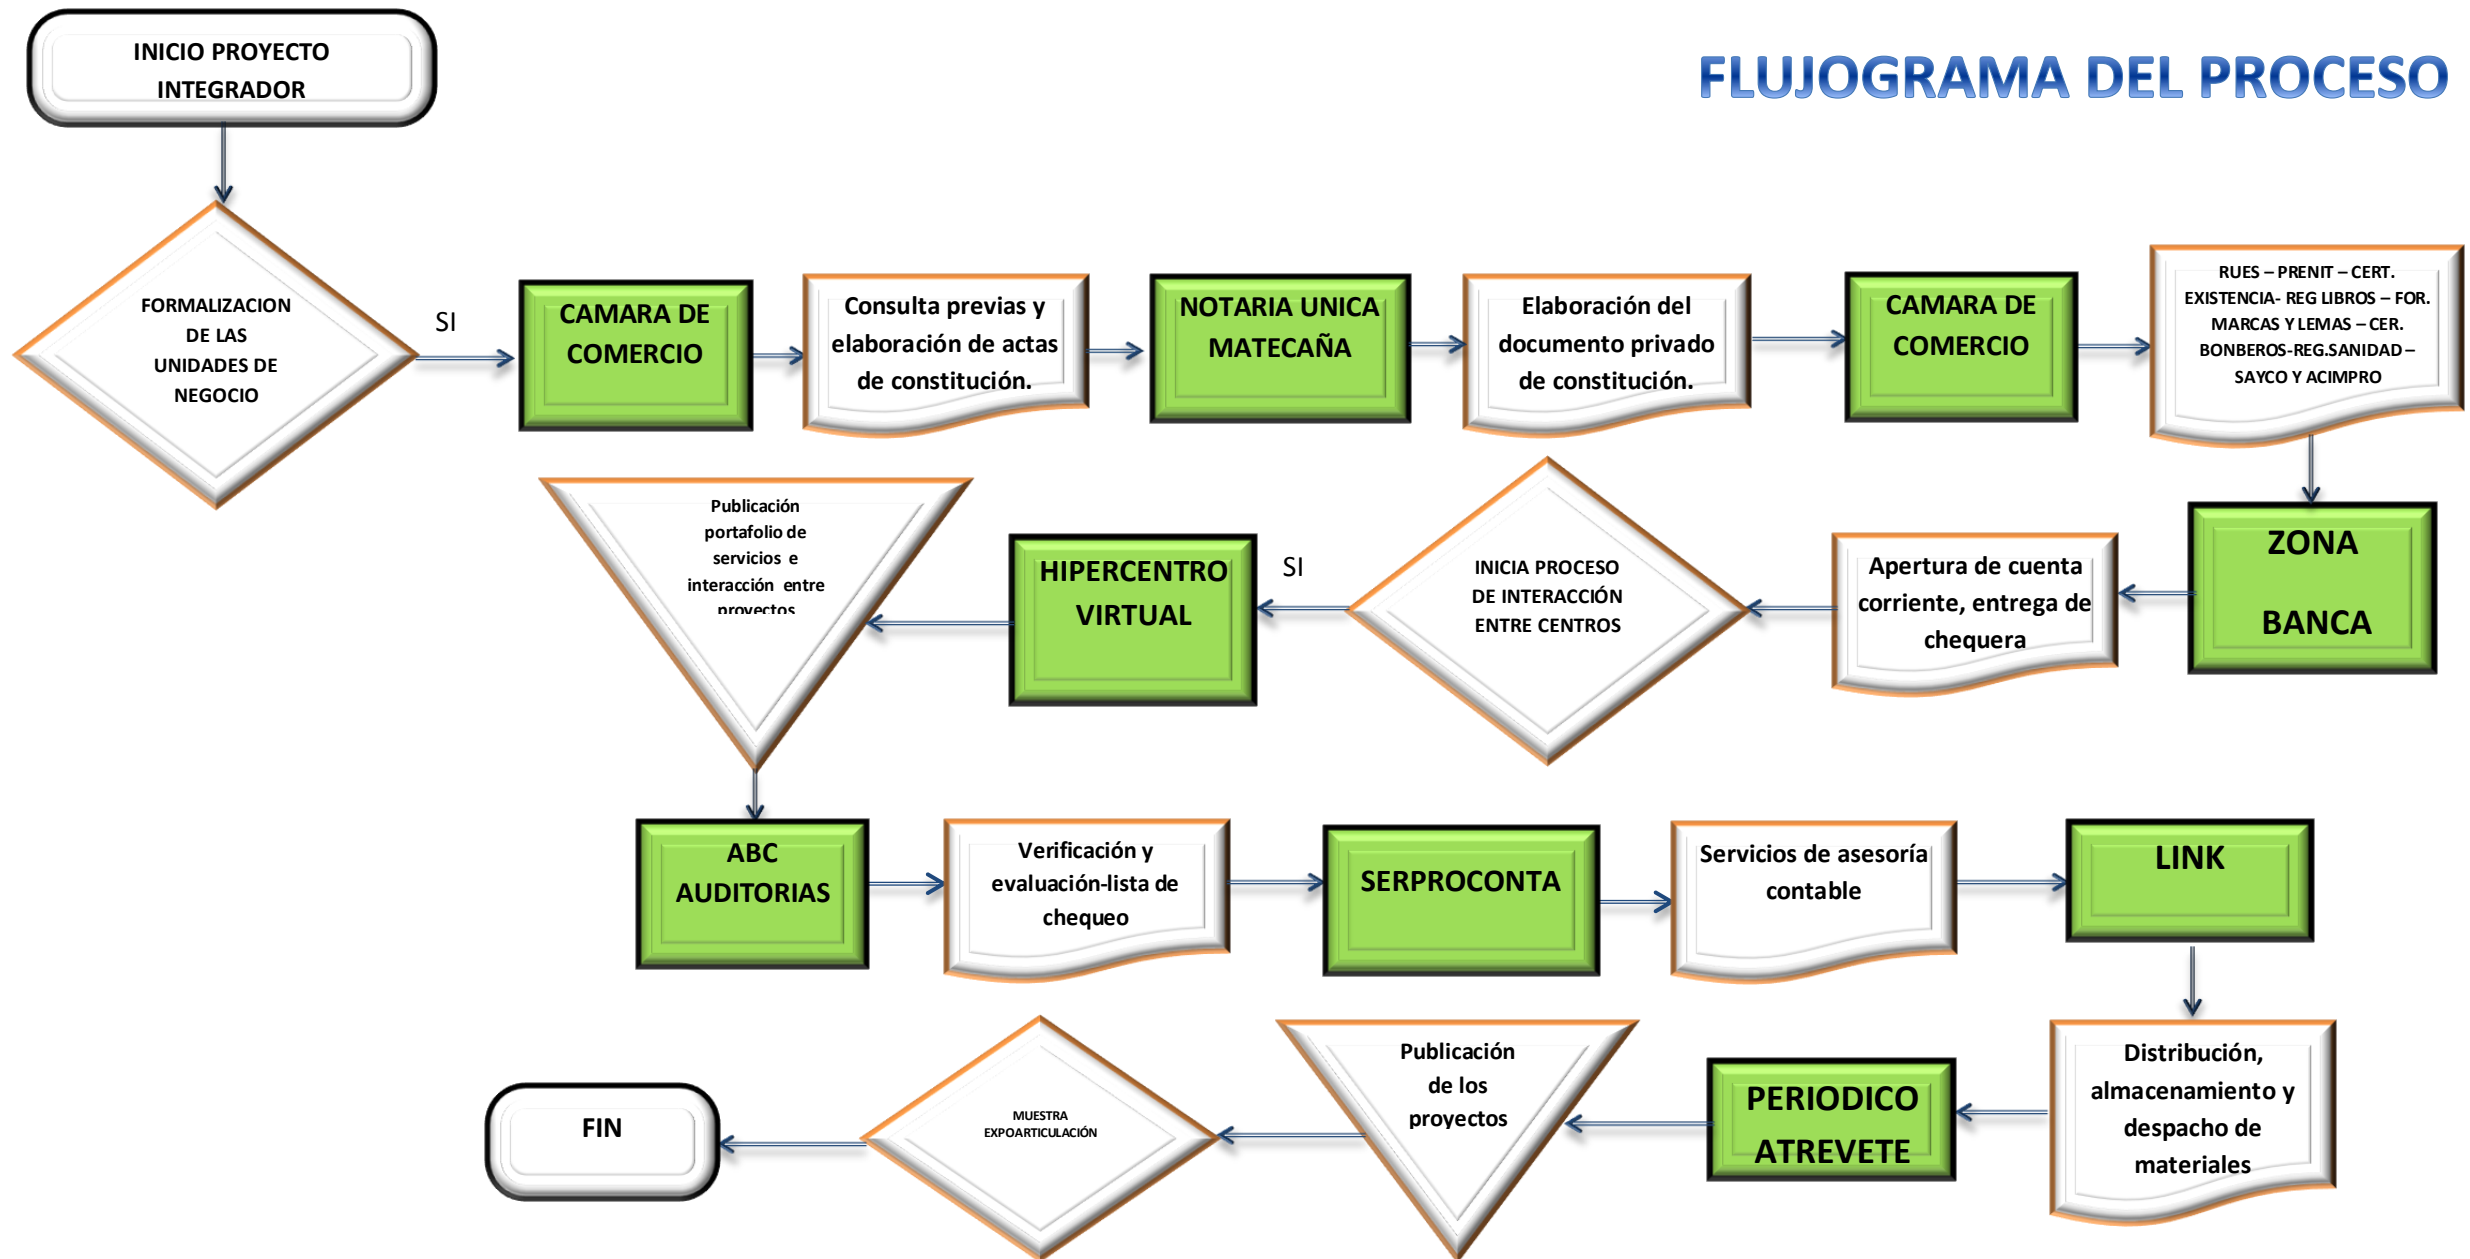 INICIO PROYECTO
INTEGRADOR
FLUJOGRAMA DEL PROCESO
FORMALIZACION
DE LAS
UNIDADES DE
NEGOCIO
SI
CAMARA DE
COMERCIO
Consulta previas y
elaboración de actas
de constitución.
NOTARIA UNICA
MATECAÑA
Elaboración del
documento privado
de constitución.
CAMARA DE
COMERCIO
RUES – PRENIT – CERT.
EXISTENCIA- REG LIBROS – FOR.
MARCAS Y LEMAS – CER.
BONBEROS-REG.SANIDAD –
SAYCO Y ACIMPRO
ZONA
BANCA
Apertura de cuenta
corriente, entrega de
chequera
INICIA PROCESO
DE INTERACCIÓN
ENTRE CENTROS
SI
HIPERCENTRO
VIRTUAL
Publicación
portafolio de
servicios e
interacción entre
proyectos
ABC
AUDITORIAS
Verificación y
evaluación-lista de
chequeo
SERPROCONTA
Servicios de asesoría
contable
LINK
Distribución,
almacenamiento y
despacho de
materiales
PERIODICO
ATREVETE
Publicación
de los
proyectos
MUESTRA
EXPOARTICULACIÓN
FIN